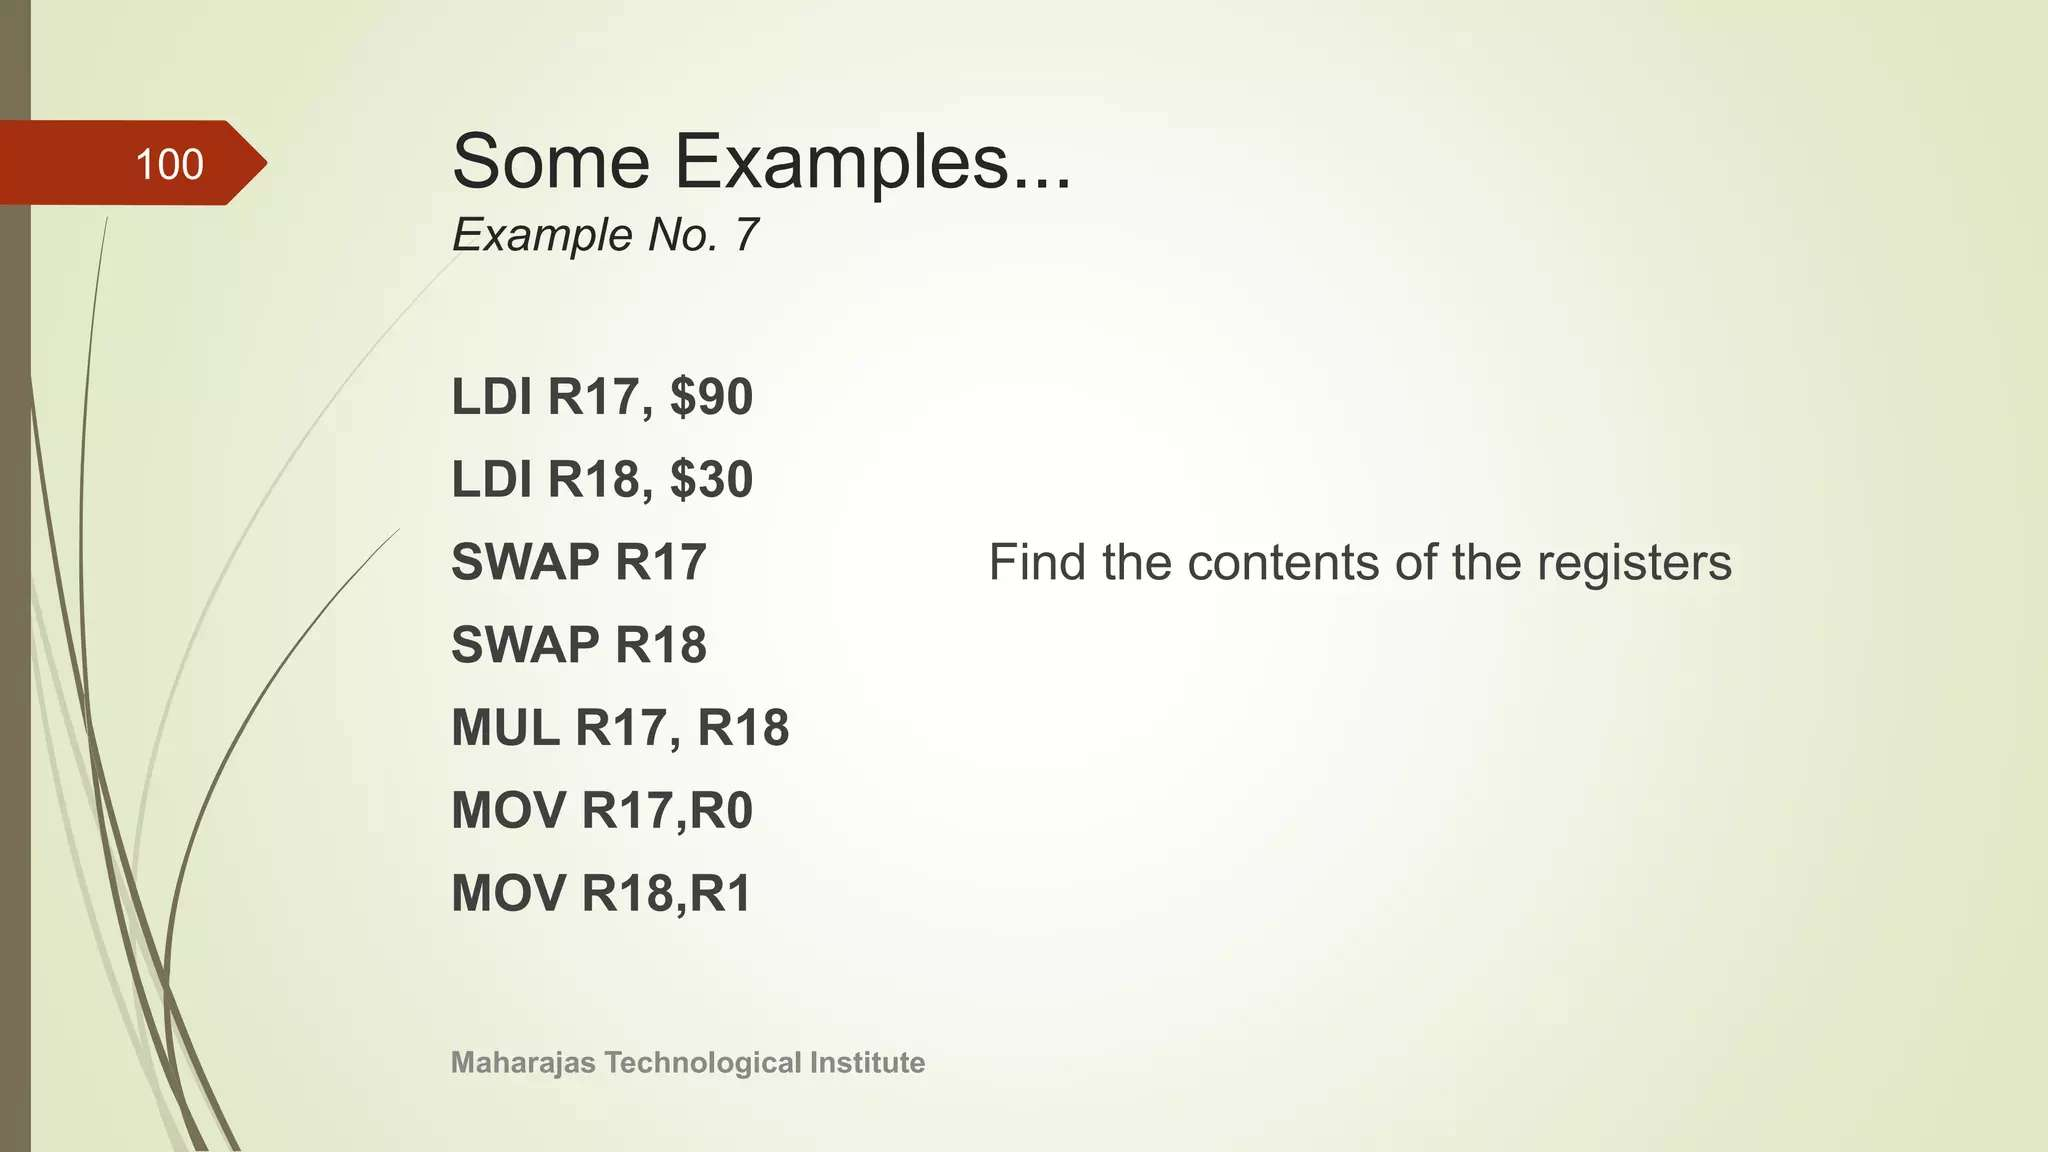 100
Some Examples...
Example No. 7
LDI R17, $90
LDI R18, $30
SWAP R17 Find the contents of the registers
SWAP R18
MUL R17, R18
MOV R17,R0
MOV R18,R1
Maharajas Technological Institute